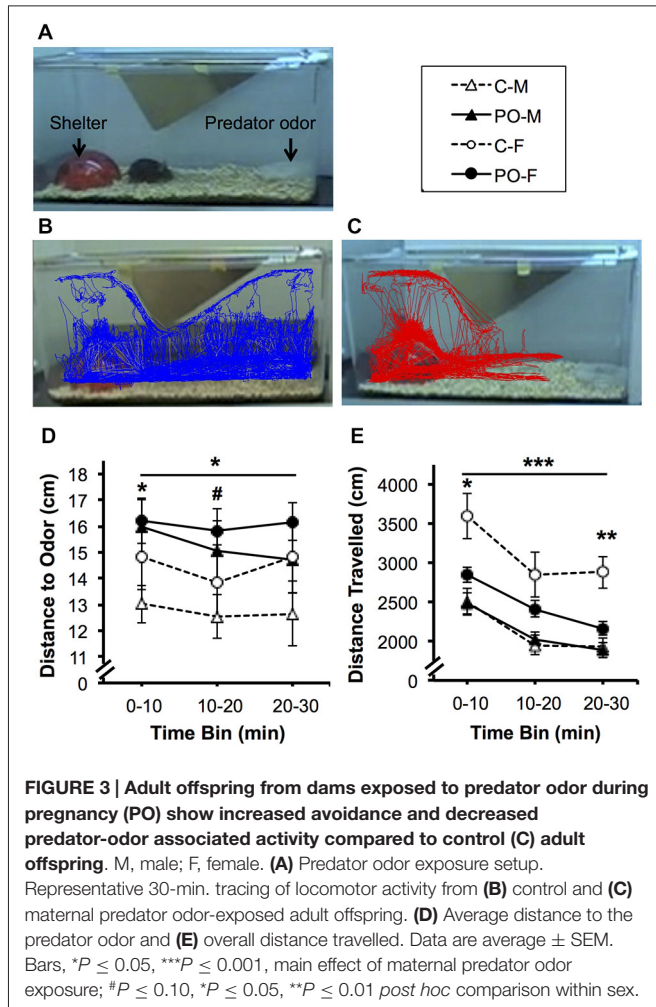 A
Shelter
Predator odor
C-M
PO-M
C-F
PO-F
B
C
D
E
Distance to Odor (cm)
18
17
16
15
14
13
12
11
0
*
*
#
0-10
10-20
20-30
Time Bin (min)
Distance Travelled (cm)
4000
3500
3000
2500
2000
0
***
*
**
0-10
10-20
20-30
Time Bin (min)
FIGURE 3 | Adult offspring from dams exposed to predator odor during
pregnancy (PO) show increased avoidance and decreased
predator-odor associated activity compared to control (C) adult
offspring. M, male; F, female. (A) Predator odor exposure setup.
Representative 30-min. tracing of locomotor activity from (B) control and (C)
maternal predator odor-exposed adult offspring. (D) Average distance to the
predator odor and (E) overall distance travelled. Data are average ± SEM.
Bars, *P ≤ 0.05, ***P ≤ 0.001, main effect of maternal predator odor
exposure; #P ≤ 0.10, *P ≤ 0.05, **P ≤ 0.01 post hoc comparison within sex.